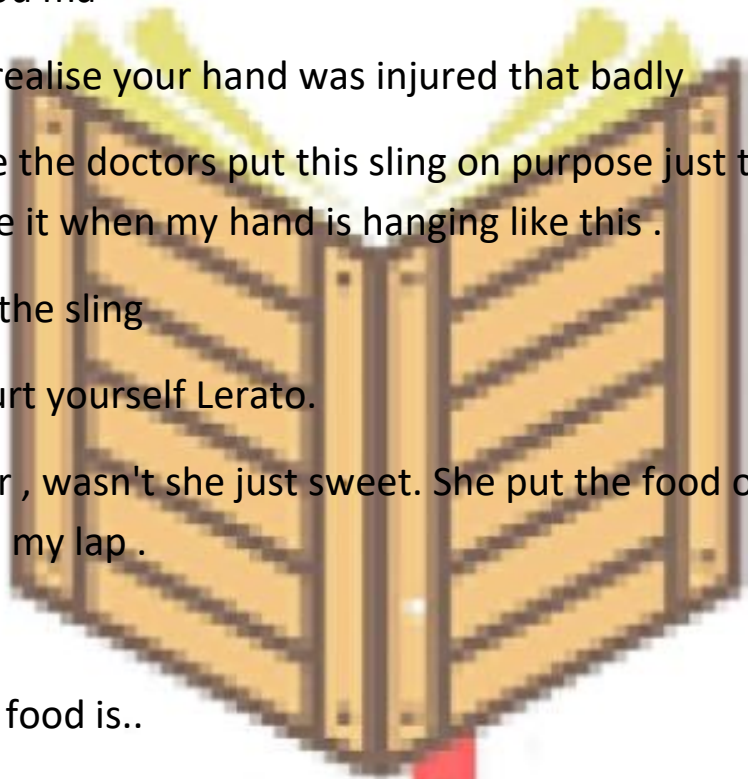 realise your hand was injured that badly
the doctors put this sling on purpose just
it when my hand is hanging like this .
the sling
yourself Lerato.
, wasn't she just sweet. She put the food
my lap .
food is..